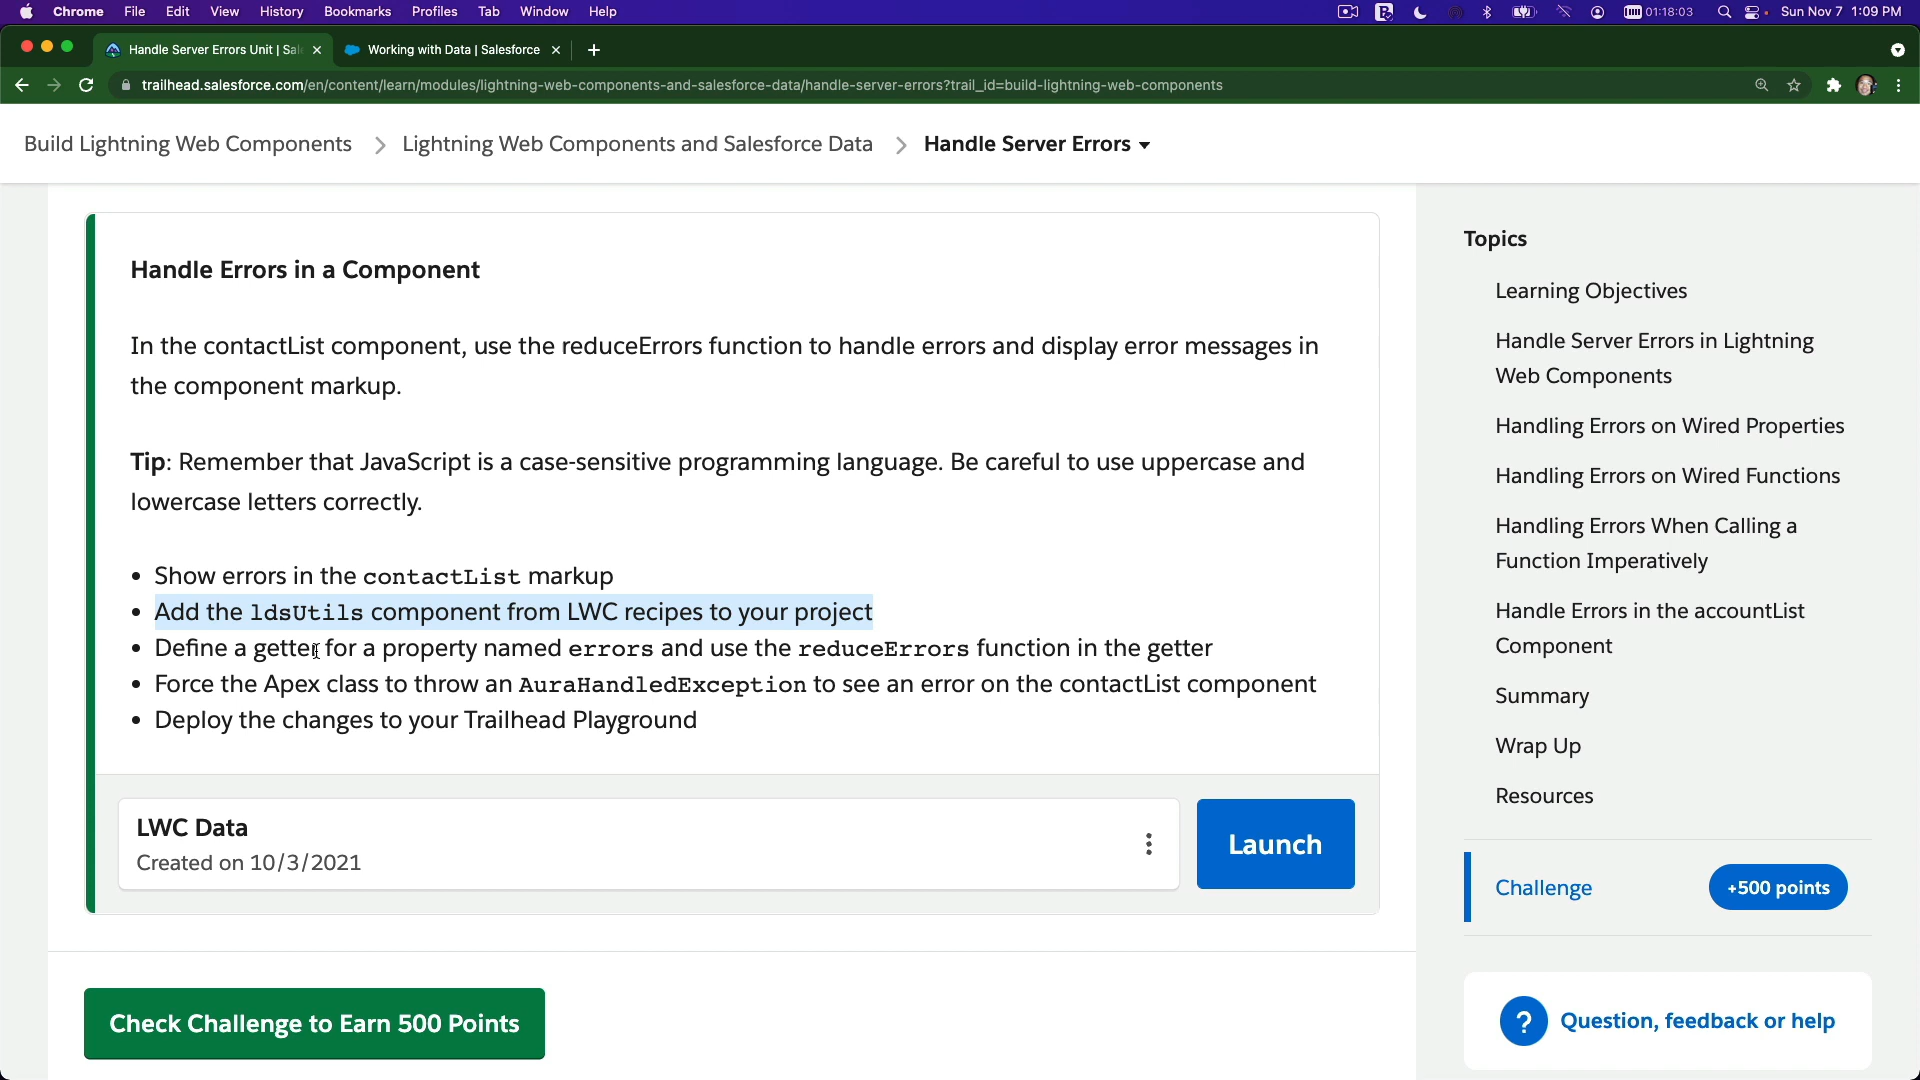 Chrome File Edit View History Bookmarks Profiles Tab Window Help 01:18:03 Sun Nov 7 1:09 PM
Handle Server Errors Unit | Sal Working with Data | Salesforce
trailhead.salesforce.com/en/content/learn/modules/lightning-web-components-and-salesforce-data/handle-server-errors?trail_id=build-lightning-web-components
Build Lightning Web Components Lightning Web Components and Salesforce Data Handle Server Errors
Handle Errors in a Component
In the contactList component, use the reduceErrors function to handle errors and display error messages in
the component markup.
Tip: Remember that JavaScript is a case-sensitive programming language. Be careful to use uppercase and
lowercase letters correctly.
• Show errors in the contactList markup
• Add the ldsUtils component from LWC recipes to your project
• Define a getter for a property named errors and use the reduceErrors function in the getter
• Force the Apex class to throw an AuraHandledException to see an error on the contactList component
• Deploy the changes to your Trailhead Playground
LWC Data
Created on 10/3/2021
Launch
Check Challenge to Earn 500 Points
Topics
Learning Objectives
Handle Server Errors in Lightning
Web Components
Handling Errors on Wired Properties
Handling Errors on Wired Functions
Handling Errors When Calling a
Function Imperatively
Handle Errors in the accountList
Component
Summary
Wrap Up
Resources
Challenge +500 points
? Question, feedback or help